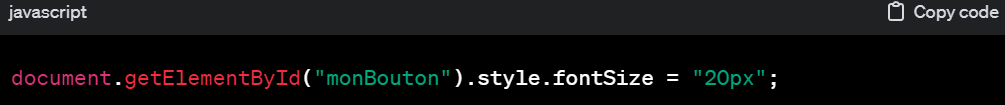 javascript
Copy code
document.getElementById("monBouton").style.fontSize = "20px";